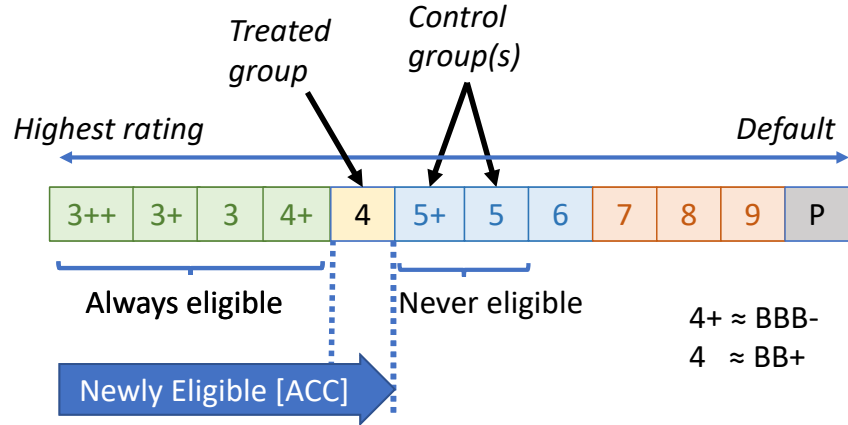 Treated
group
Control
group(s)
Highest rating
Default
3++ 3+ 3 4+ 4 5+ 5 6 7 8 9 P
Always eligible
Never eligible
4+ ≈ BBB-
4 ≈ BB+
Newly Eligible [ACC]